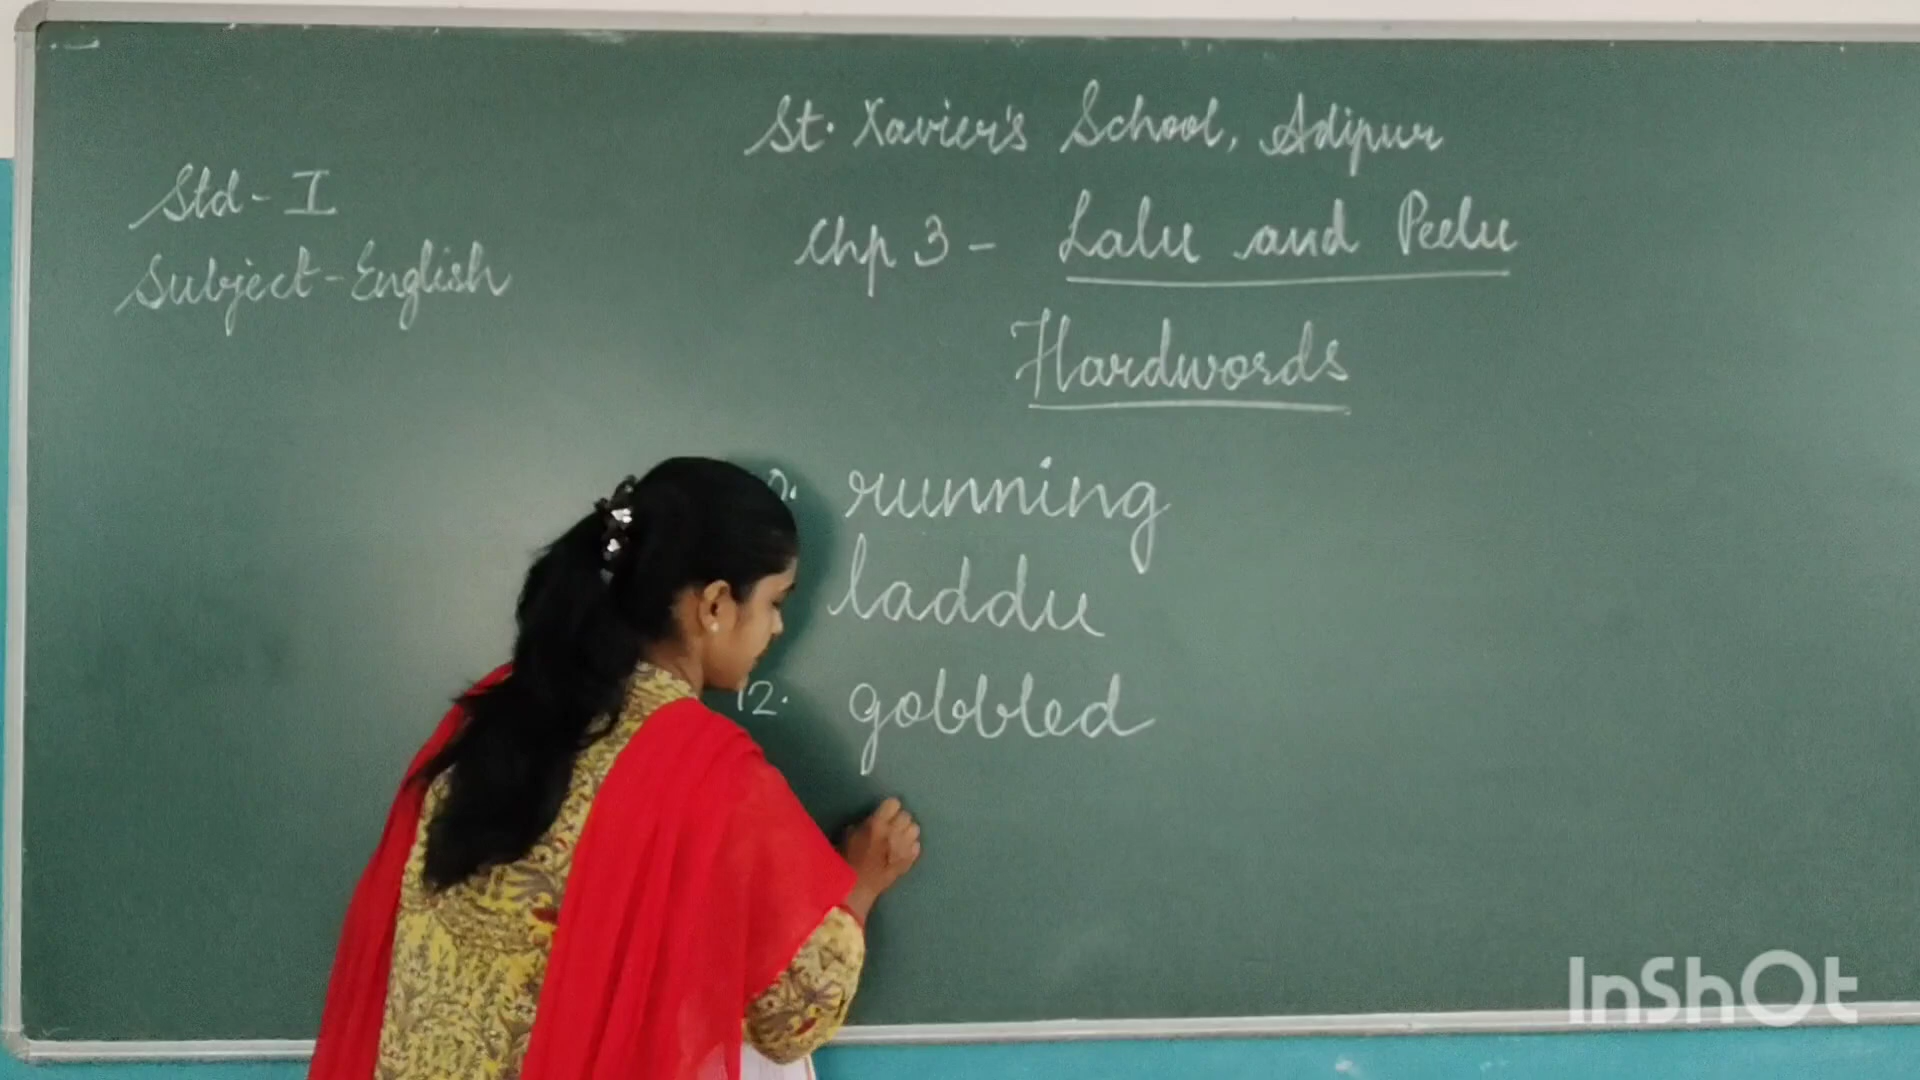 St. Xavier's School, Adipur
Std - I
Chp 3 - Lalu and Peelu
Subject - English
Hardwords
running
laddu
12. gobbled
InShOt